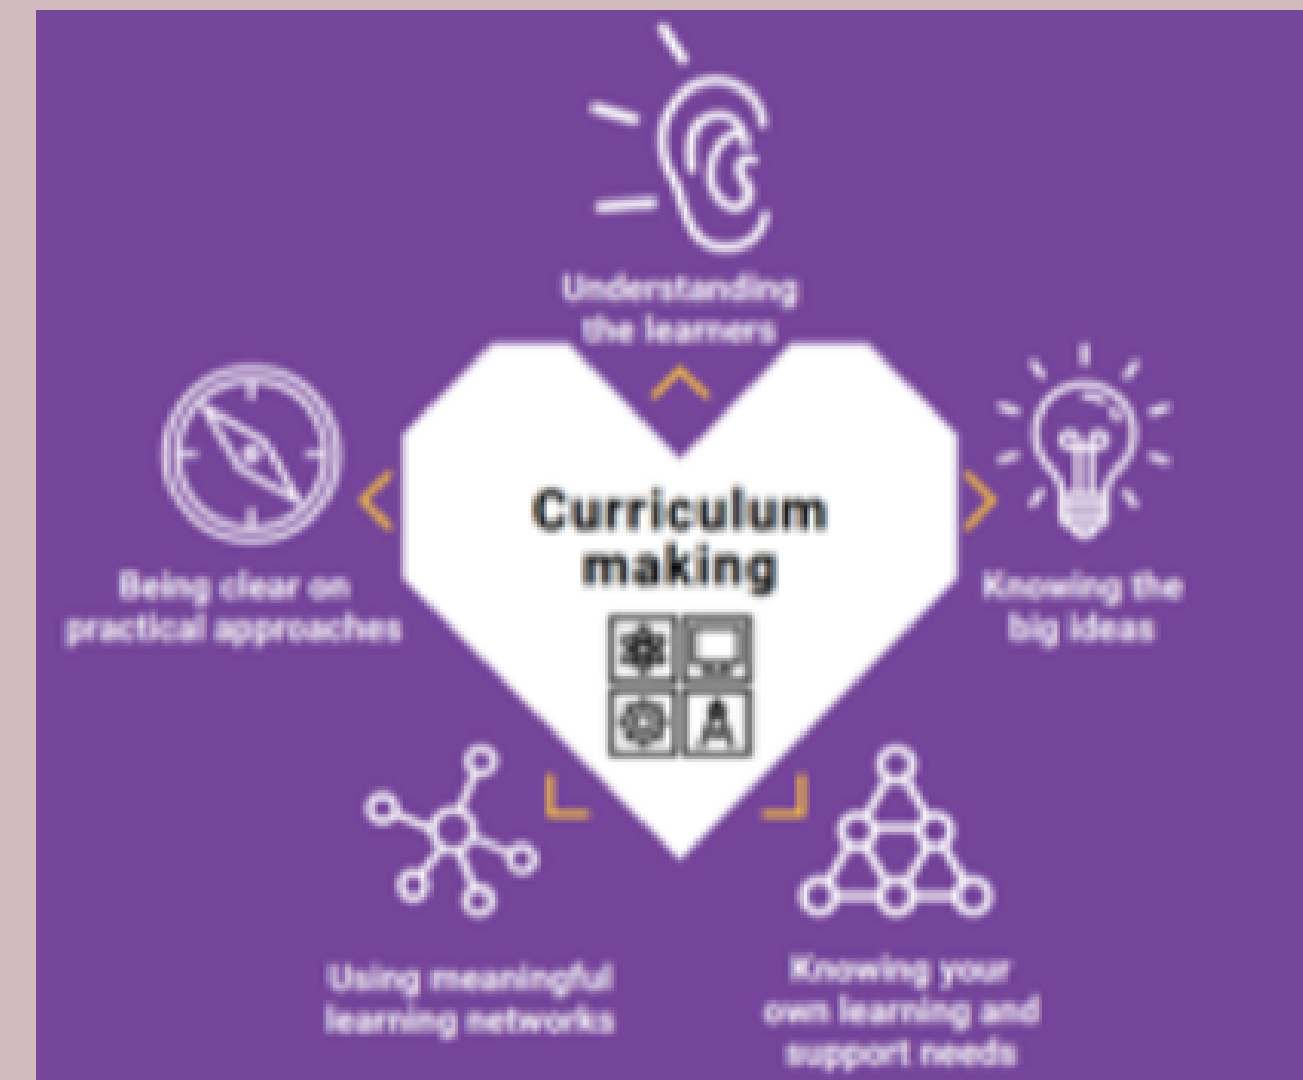 Understanding
the learners
Curriculum
making
Being clear on
practical approaches
Knowing the
big ideas
Using meaningful
learning networks
Knowing your
own learning and
support needs